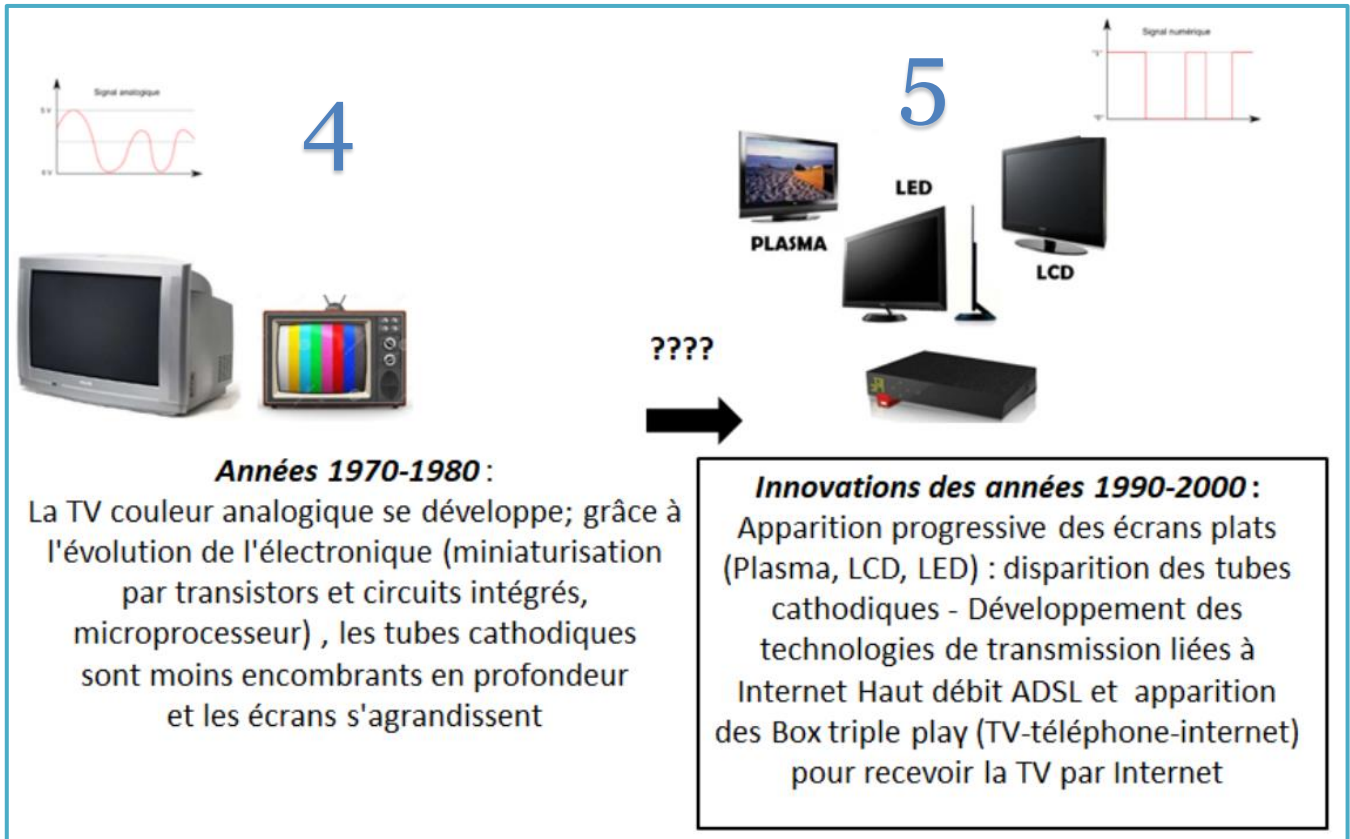 Signal analogique
5 V
0 V
4
Années 1970-1980 :
La TV couleur analogique se développe; grâce à
l'évolution de l'électronique (miniaturisation
par transistors et circuits intégrés,
microprocesseur) , les tubes cathodiques
sont moins encombrants en profondeur
et les écrans s'agrandissent
????
5
Signal numérique
PLASMA
LED
LCD
Innovations des années 1990-2000 :
Apparition progressive des écrans plats
(Plasma, LCD, LED) : disparition des tubes
cathodiques - Développement des
technologies de transmission liées à
Internet Haut débit ADSL et apparition
des Box triple play (TV-téléphone-internet)
pour recevoir la TV par Internet